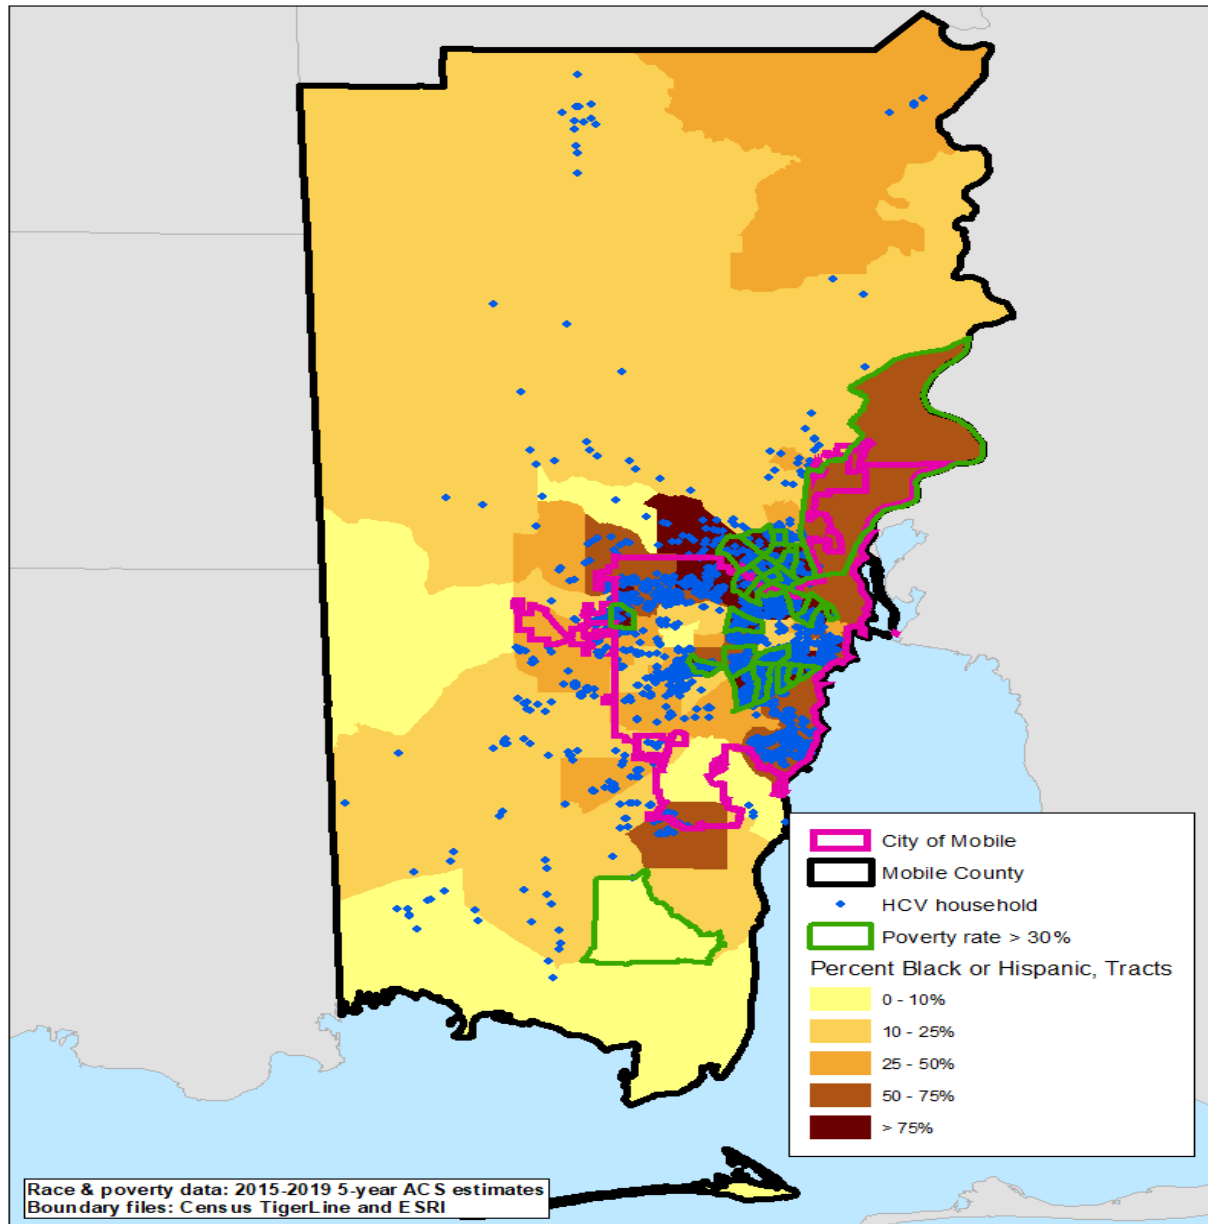 City of Mobile
Mobile County
HCV household
Poverty rate > 30%
Percent Black or Hispanic, Tracts
0 - 10%
10 - 25%
25 - 50%
50 - 75%
> 75%
Race & poverty data: 2015-2019 5-year ACS estimates
Boundary files: Census TigerLine and ESRI